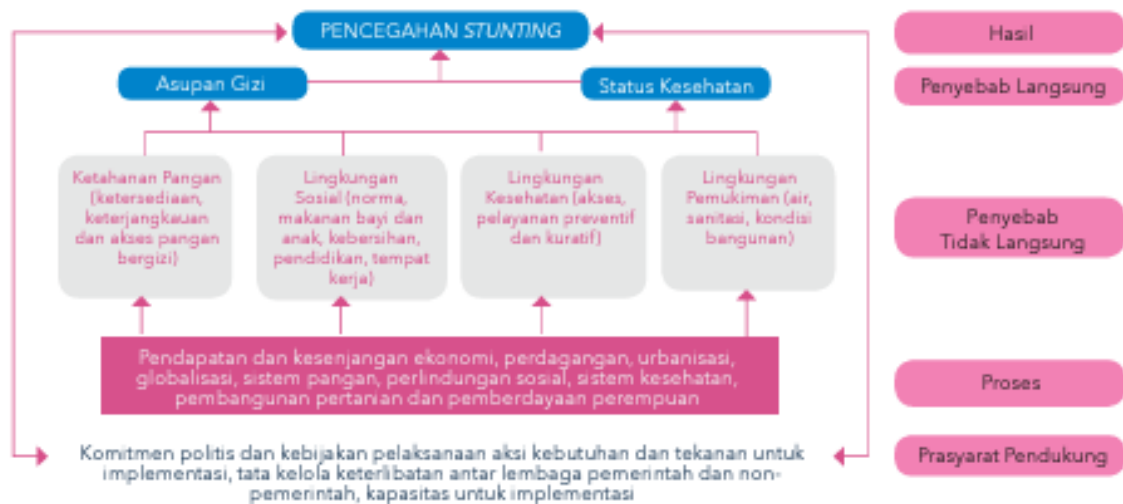 PENCEGAHAN STUNTING
Hasil
Asupan Gizi
Status Kesehatan
Penyebab Langsung
Ketahanan Pangan
(ketersediaan,
keterjangkauan
dan akses pangan
bergizi)
Lingkungan
Sosial (norma,
makanan bayi dan
anak, kebersihan,
pendidikan, tempat
kerja)
Lingkungan
Kesehatan (akses,
pelayanan preventif
dan kuratif)
Lingkungan
Pemukiman (air,
sanitasi, kondisi
bangunan)
Penyebab
Tidak Langsung
Pendapatan dan kesenjangan ekonomi, perdagangan, urbanisasi,
globalisasi, sistem pangan, perlindungan sosial, sistem kesehatan,
pembangunan pertanian dan pemberdayaan perempuan
Proses
Komitmen politis dan kebijakan pelaksanaan aksi kebutuhan dan tekanan untuk
implementasi, tata kelola keterlibatan antar lembaga pemerintah dan non-
pemerintah, kapasitas untuk implementasi
Prasyarat Pendukung